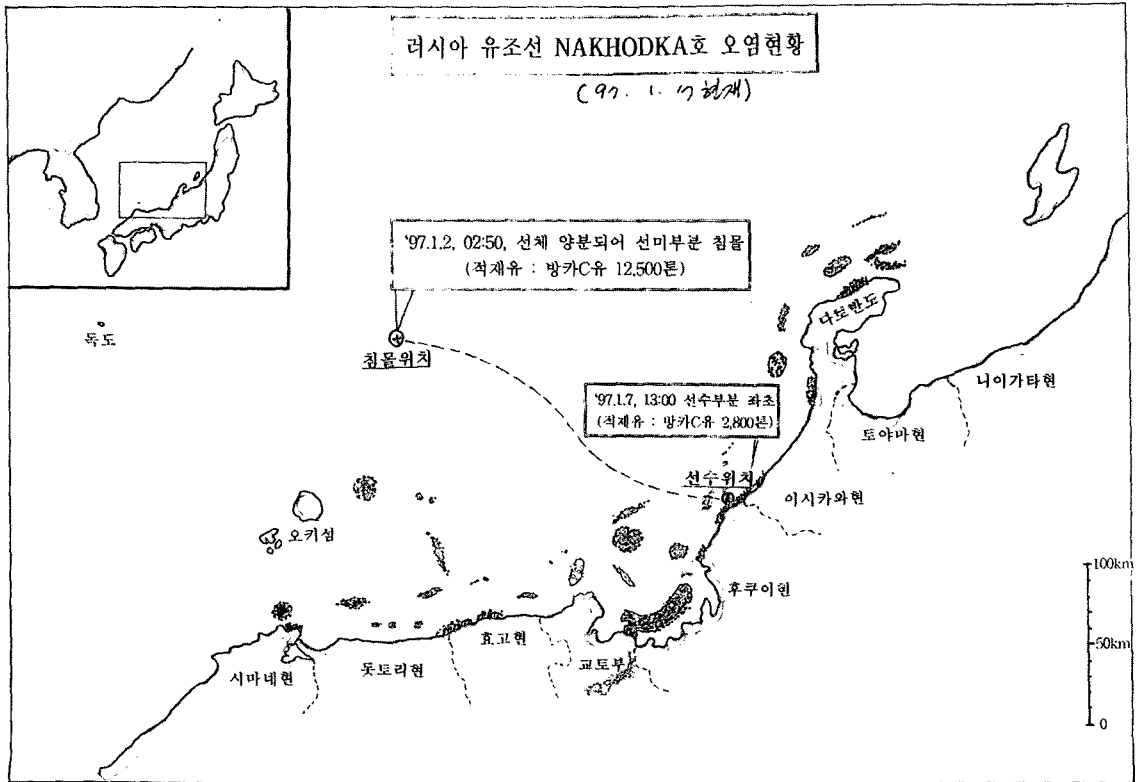 러시아 유조선 NAKHODKA호 오염현황
(97. 1. 17 현재)
'97.1.2, 02:50, 선체 양분되어 선미부분 침몰
(적재유 : 방카C유 12,500톤)
독도
침몰위치
다토반도
니이가타현
'97.1.7, 13:00 선수부분 좌초
(적재유 : 방카C유 2,800톤)
토야마현
선수위치
이시카와현
오키섬
후쿠이현
100km
50km
0
효고현
교토부
돗토리현
시마네현